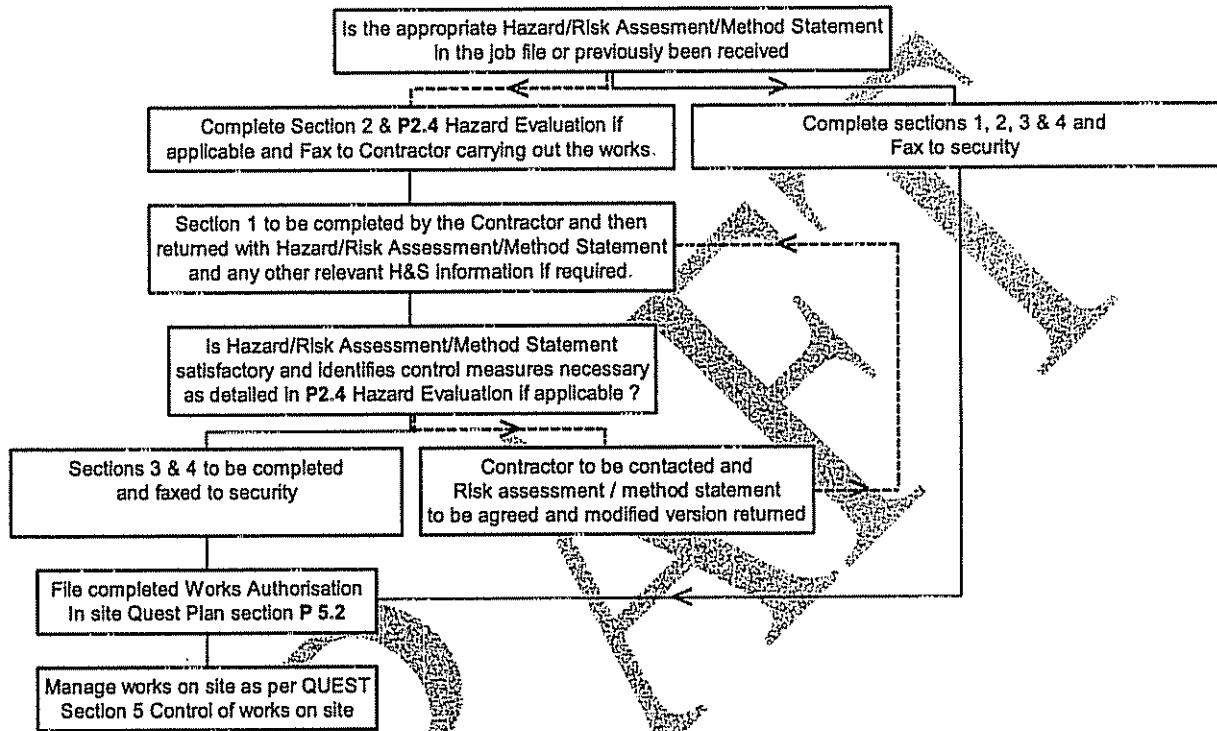 Is the appropriate Hazard/Risk Assesment/Method Statement
in the job file or previously been received
Complete Section 2 & P2.4 Hazard Evaluation if
applicable and Fax to Contractor carrying out the works.
Complete sections 1, 2, 3 & 4 and
Fax to security
Section 1 to be completed by the Contractor and then
returned with Hazard/Risk Assessment/Method Statement
and any other relevant H&S Information if required.
Is Hazard/Risk Assessment/Method Statement
satisfactory and identifies control measures necessary
as detailed in P2.4 Hazard Evaluation if applicable ?
Sections 3 & 4 to be completed
and faxed to security
Contractor to be contacted and
Risk assessment / method statement
to be agreed and modified version returned
File completed Works Authorisation
In site Quest Plan section P 5.2
Manage works on site as per QUEST
Section 5 Control of works on site